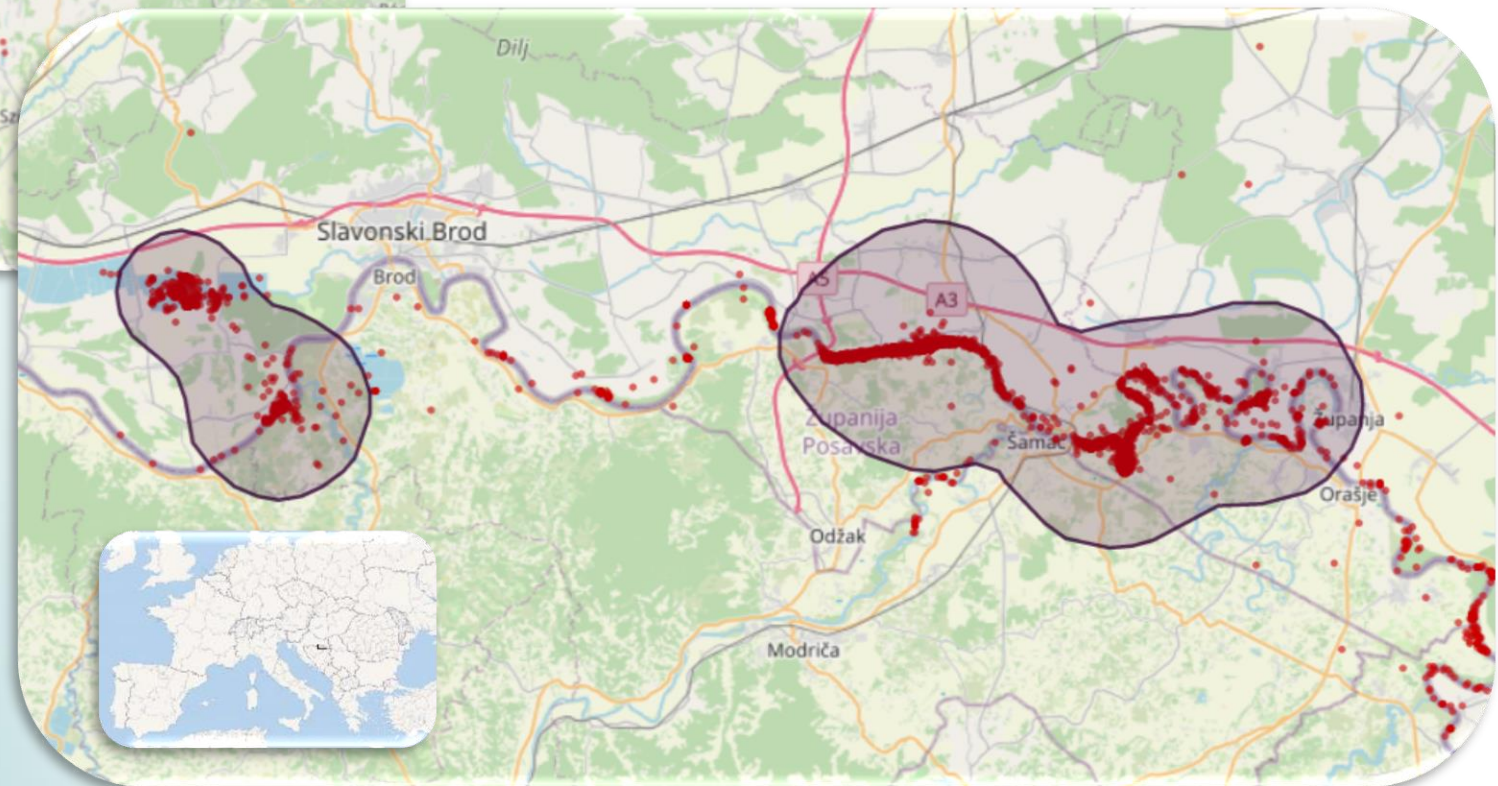 Dilj
Slavonski Brod
Brod
A5
A3
Županija
Posavska
Šamac
Županja
Orašje
Odžak
Modriča